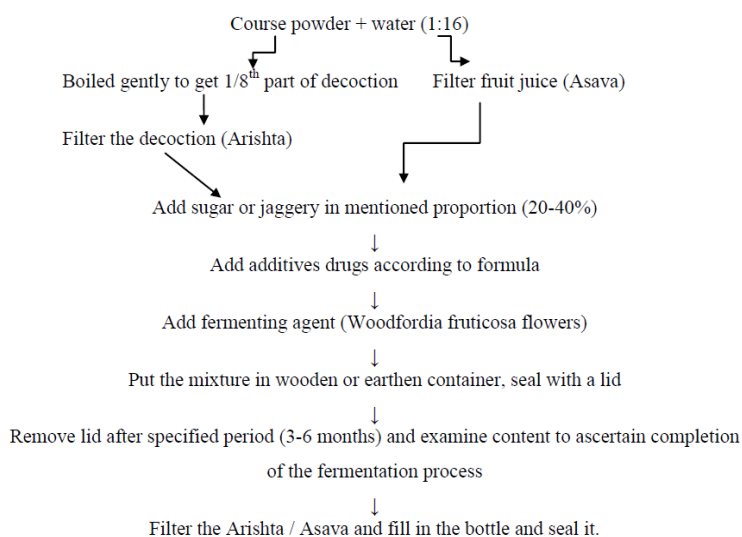 Course powder + water (1:16)
Boiled gently to get 1/8th part of decoction
Filter fruit juice (Asava)
Filter the decoction (Arishta)
Add sugar or jaggery in mentioned proportion (20-40%)
Add additives drugs according to formula
Add fermenting agent (Woodfordia fruticosa flowers)
Put the mixture in wooden or earthen container, seal with a lid
Remove lid after specified period (3-6 months) and examine content to ascertain completion
of the fermentation process
Filter the Arishta / Asava and fill in the bottle and seal it.